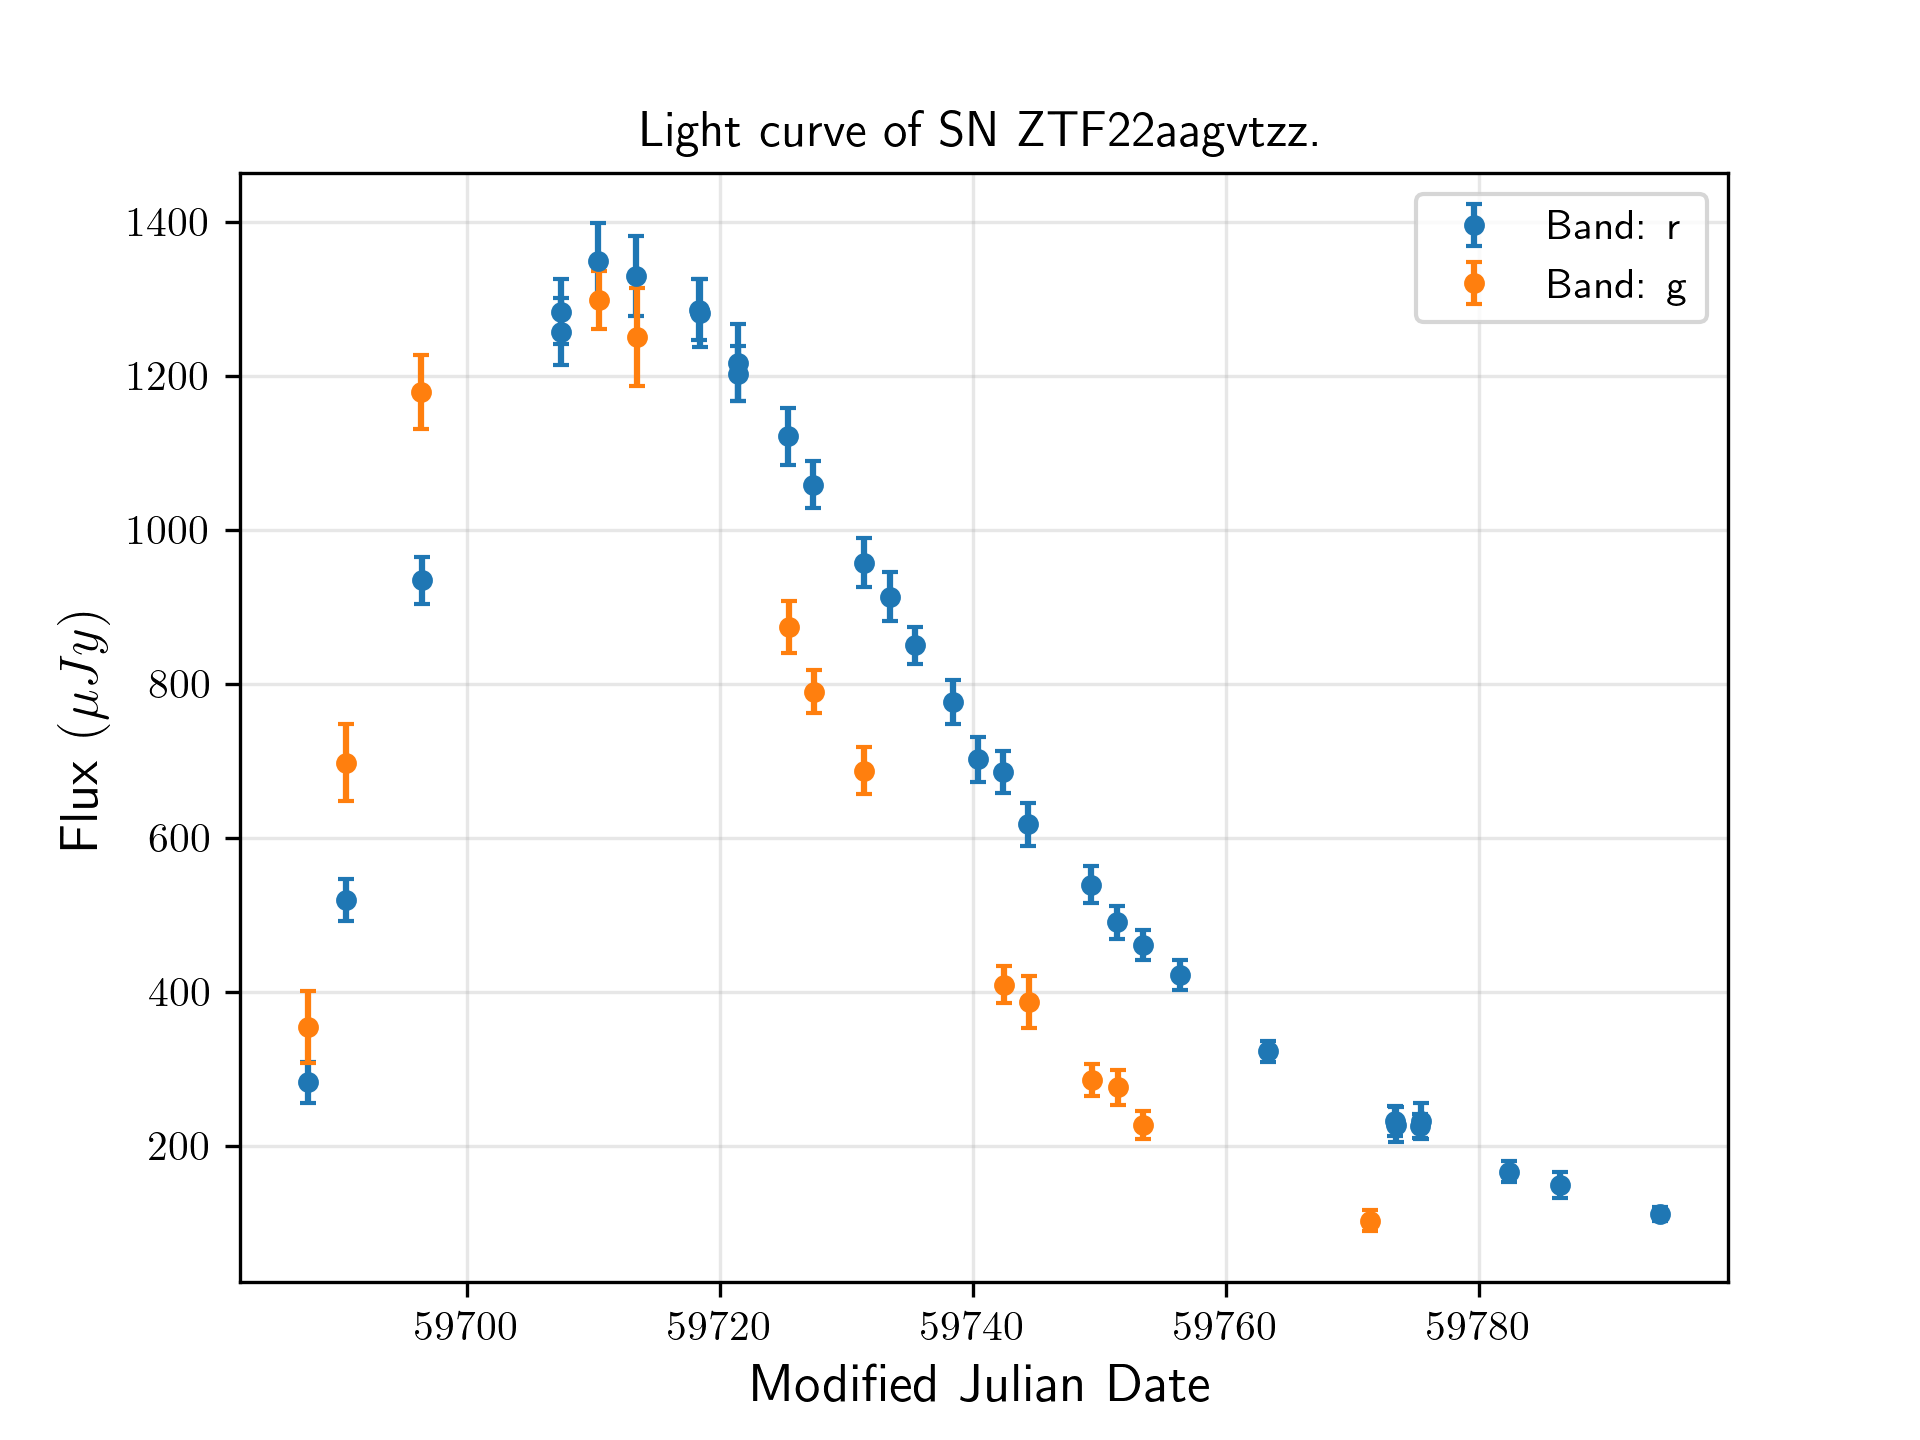 Light curve of SN ZTF22aagvtzz.
Band: r
Band: g
1400
1200
1000
800
600
400
200
Flux (μJy)
59700 59720 59740 59760 59780
Modified Julian Date